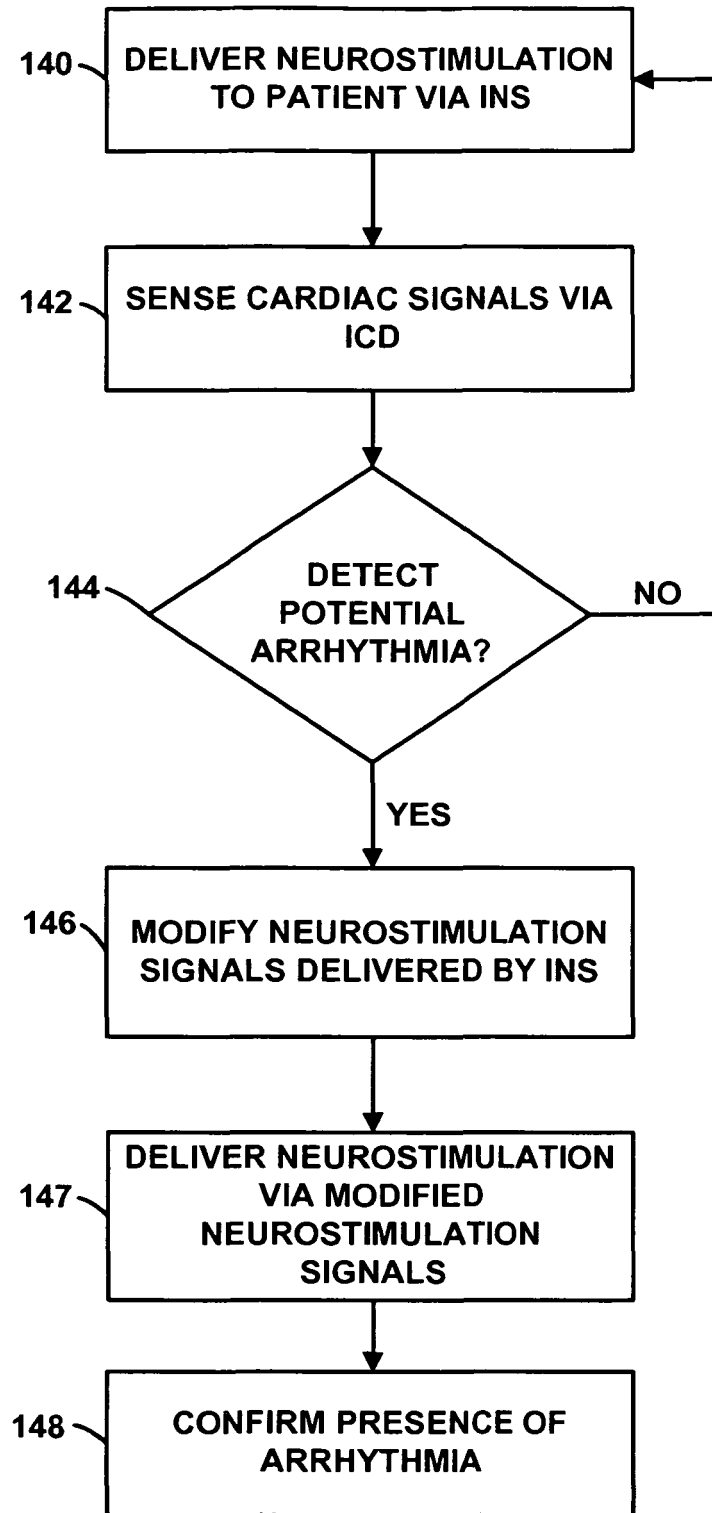 140
DELIVER NEUROSTIMULATION
TO PATIENT VIA INS
142
SENSE CARDIAC SIGNALS VIA
ICD
144
DETECT
POTENTIAL
ARRHYTHMIA?
NO
YES
146
MODIFY NEUROSTIMULATION
SIGNALS DELIVERED BY INS
147
DELIVER NEUROSTIMULATION
VIA MODIFIED
NEUROSTIMULATION
SIGNALS
148
CONFIRM PRESENCE OF
ARRHYTHMIA